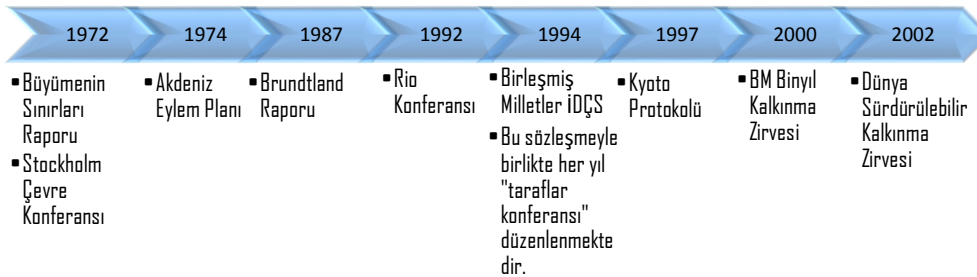 1972
1974
1987
1992
1994
1997
2000
2002
▪Büyümenin
Sınırları
Raporu
▪Stockholm
Çevre
Konferansı
▪Akdeniz
Eylem Planı
▪Brundtland
Raporu
▪Rio
Konferansı
▪Birleşmiş
Milletler İDÇS
▪Bu sözleşmeyle
birlikte her yıl
"taraflar
konferansı"
düzenlenmekte
dir.
▪Kyoto
Protokolü
▪BM Binyıl
Kalkınma
Zirvesi
▪Dünya
Sürdürülebilir
Kalkınma
Zirvesi